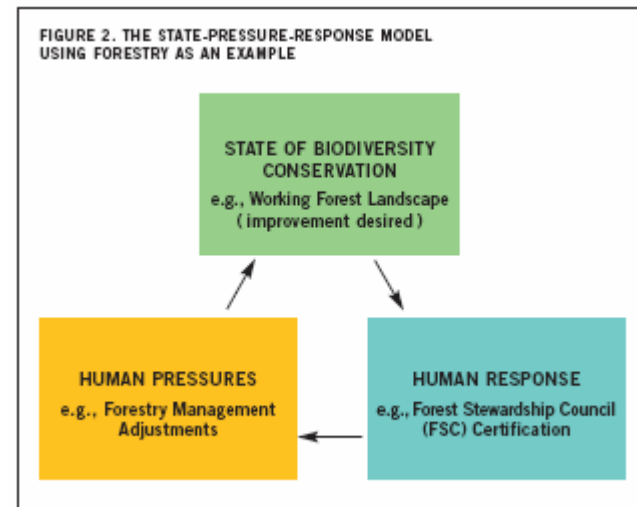 FIGURE 2. THE STATE-PRESSURE-RESPONSE MODEL
USING FORESTRY AS AN EXAMPLE
STATE OF BIODIVERSITY
CONSERVATION
e.g., Working Forest Landscape
( improvement desired )
HUMAN PRESSURES
e.g., Forestry Management
Adjustments
HUMAN RESPONSE
e.g., Forest Stewardship Council
(FSC) Certification